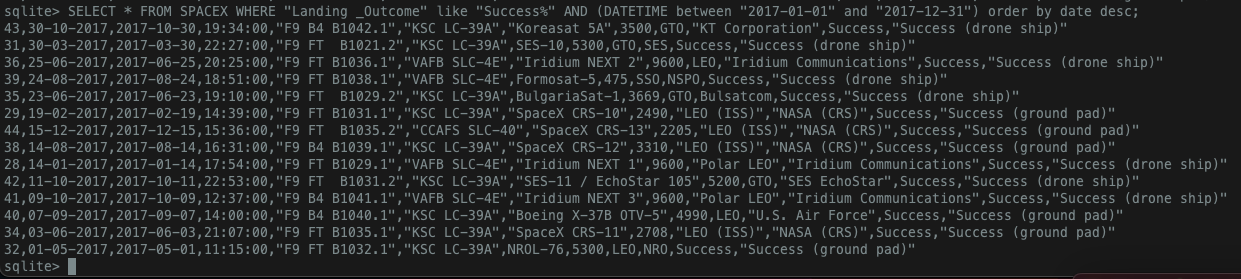 sqlite> SELECT * FROM SPACEX WHERE "Landing _Outcome" like "Success%" AND (DATETIME between "2017-01-01" and "2017-12-31") order by date desc;
43,30-10-2017,2017-10-30,19:34:00,"F9 B4 B1042.1","KSC LC-39A","Koreasat 5A",3500,GTO,"KT Corporation",Success,"Success (drone ship)"
31,30-03-2017,2017-03-30,22:27:00,"F9 FT  B1021.2","KSC LC-39A",SES-10,5300,GTO,SES,Success,"Success (drone ship)"
36,25-06-2017,2017-06-25,20:25:00,"F9 FT B1036.1","VAFB SLC-4E","Iridium NEXT 2",9600,LEO,"Iridium Communications",Success,"Success (drone ship)"
39,24-08-2017,2017-08-24,18:51:00,"F9 FT B1038.1","VAFB SLC-4E",Formosat-5,475,SSO,NSPO,Success,"Success (drone ship)"
35,23-06-2017,2017-06-23,19:10:00,"F9 FT  B1029.2","KSC LC-39A",BulgariaSat-1,3669,GTO,Bulsatcom,Success,"Success (drone ship)"
29,19-02-2017,2017-02-19,14:39:00,"F9 FT B1031.1","KSC LC-39A","SpaceX CRS-10",2490,"LEO (ISS)","NASA (CRS)",Success,"Success (ground pad)"
44,15-12-2017,2017-12-15,15:36:00,"F9 FT  B1035.2","CCAFS SLC-40","SpaceX CRS-13",2205,"LEO (ISS)","NASA (CRS)",Success,"Success (ground pad)"
38,14-08-2017,2017-08-14,16:31:00,"F9 B4 B1039.1","KSC LC-39A","SpaceX CRS-12",3310,"LEO (ISS)","NASA (CRS)",Success,"Success (ground pad)"
28,14-01-2017,2017-01-14,17:54:00,"F9 FT B1029.1","VAFB SLC-4E","Iridium NEXT 1",9600,"Polar LEO","Iridium Communications",Success,"Success (drone ship)"
42,11-10-2017,2017-10-11,22:53:00,"F9 FT  B1031.2","KSC LC-39A","SES-11 / EchoStar 105",5200,GTO,"SES EchoStar",Success,"Success (drone ship)"
41,09-10-2017,2017-10-09,12:37:00,"F9 B4 B1041.1","VAFB SLC-4E","Iridium NEXT 3",9600,"Polar LEO","Iridium Communications",Success,"Success (drone ship)"
40,07-09-2017,2017-09-07,14:00:00,"F9 B4 B1040.1","KSC LC-39A","Boeing X-37B OTV-5",4990,LEO,"U.S. Air Force",Success,"Success (ground pad)"
34,03-06-2017,2017-06-03,21:07:00,"F9 FT B1035.1","KSC LC-39A","SpaceX CRS-11",2708,"LEO (ISS)","NASA (CRS)",Success,"Success (ground pad)"
32,01-05-2017,2017-05-01,11:15:00,"F9 FT B1032.1","KSC LC-39A",NROL-76,5300,LEO,NRO,Success,"Success (ground pad)"
sqlite>